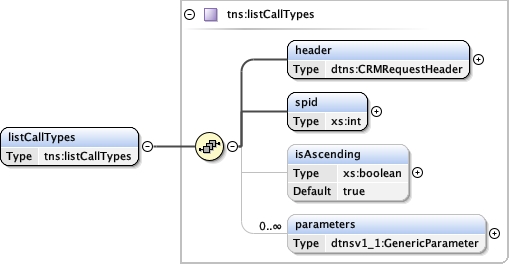 tns:listCallTypes
header
Type dtns:CRMRequestHeader
spid
Type xs:int
listCallTypes
Type tns:listCallTypes
isAscending
Type xs:boolean
Default true
0..∞
parameters
Type dtnsv1_1:GenericParameter